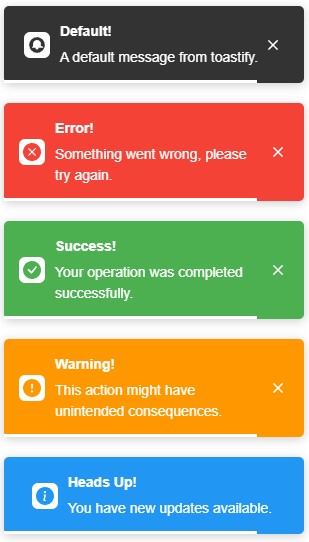 Default!
A default message from toastify.
Error!
Something went wrong, please
try again.
Success!
Your operation was completed
successfully.
Warning!
This action might have
unintended consequences.
Heads Up!
You have new updates available.